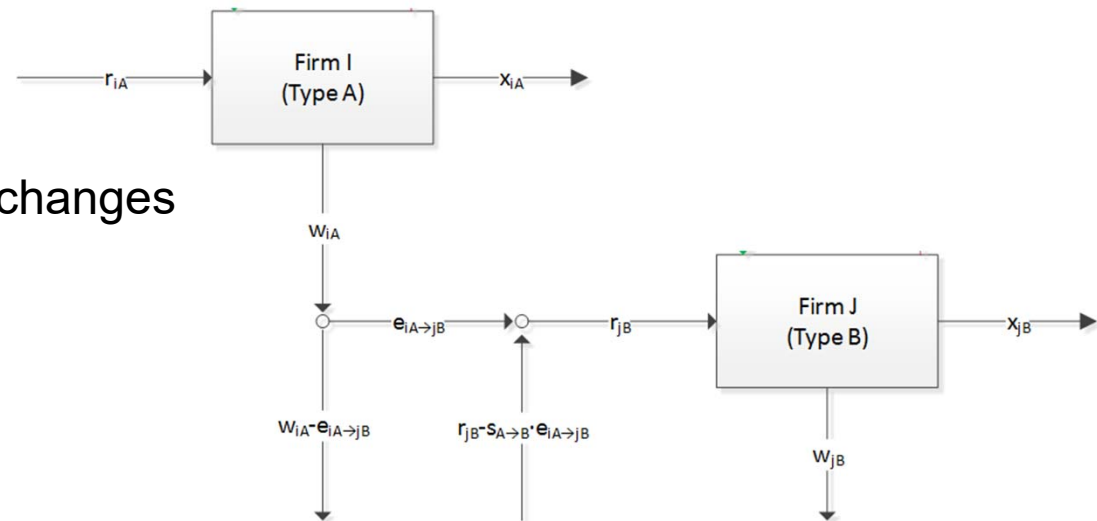 Firm I
(Type A)
r_iA
x_iA
changes
w_iA
Firm J
(Type B)
e_iA→jB
r_jB
x_jB
w_iA-e_iA→jB
r_jB-s_A→B·e_iA→jB
w_jB